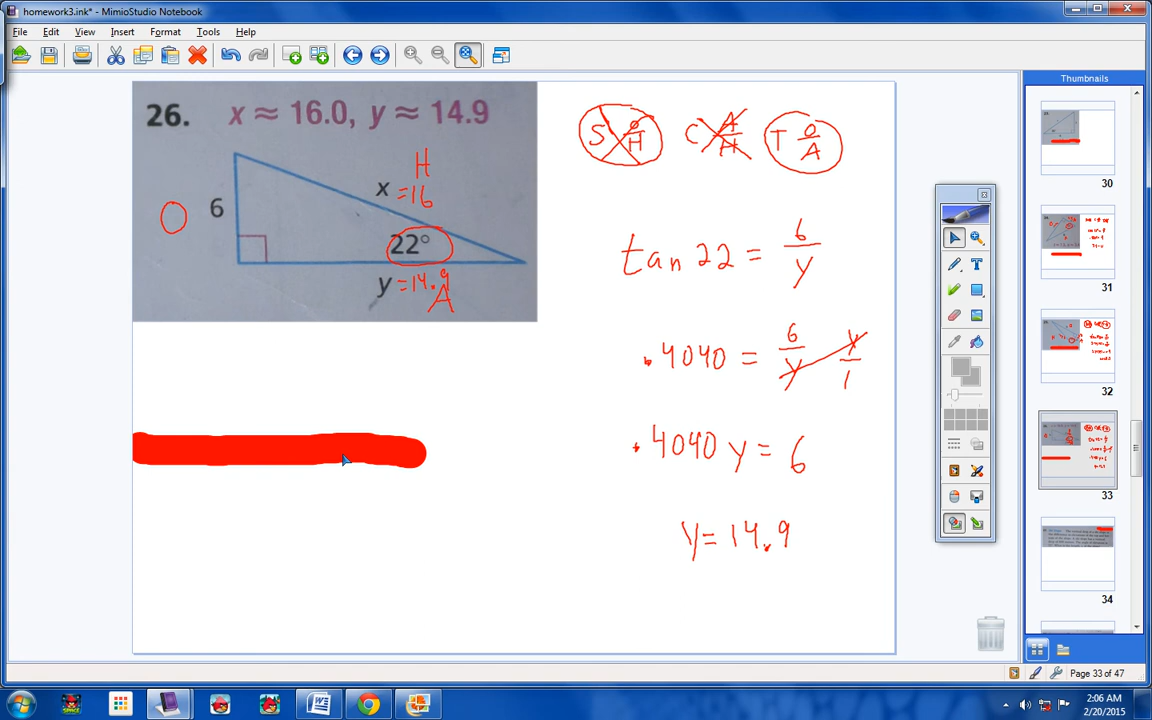 homework3.ink* - MimioStudio Notebook
File Edit View Insert Format Tools Help
26. x ≈ 16.0, y ≈ 14.9
H
x = 16
O
6
22°
y = 14.9
A
S O/H C A/H T O/A
tan 22 = 6/y
.4040 = 6/y y/1
.4040 y = 6
y = 14.9
T
Thumbnails
30
31
32
33
34
Page 33 of 47
SPACE
W
2:06 AM
2/20/2015